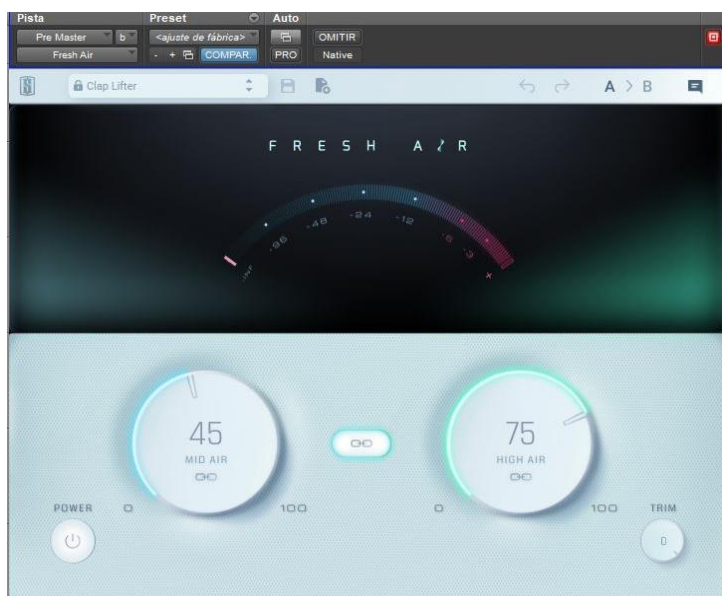 Pista Preset Auto
Pre Master b <ajuste de fábrica> OMITIR
Fresh Air - + COMPAR. PRO Native
Clap Lifter A > B
FRESH AIR
-96 -48 -24 -12 -6 -3 +
45 75
MID AIR HIGH AIR
POWER 0 100 0 100 TRIM
0